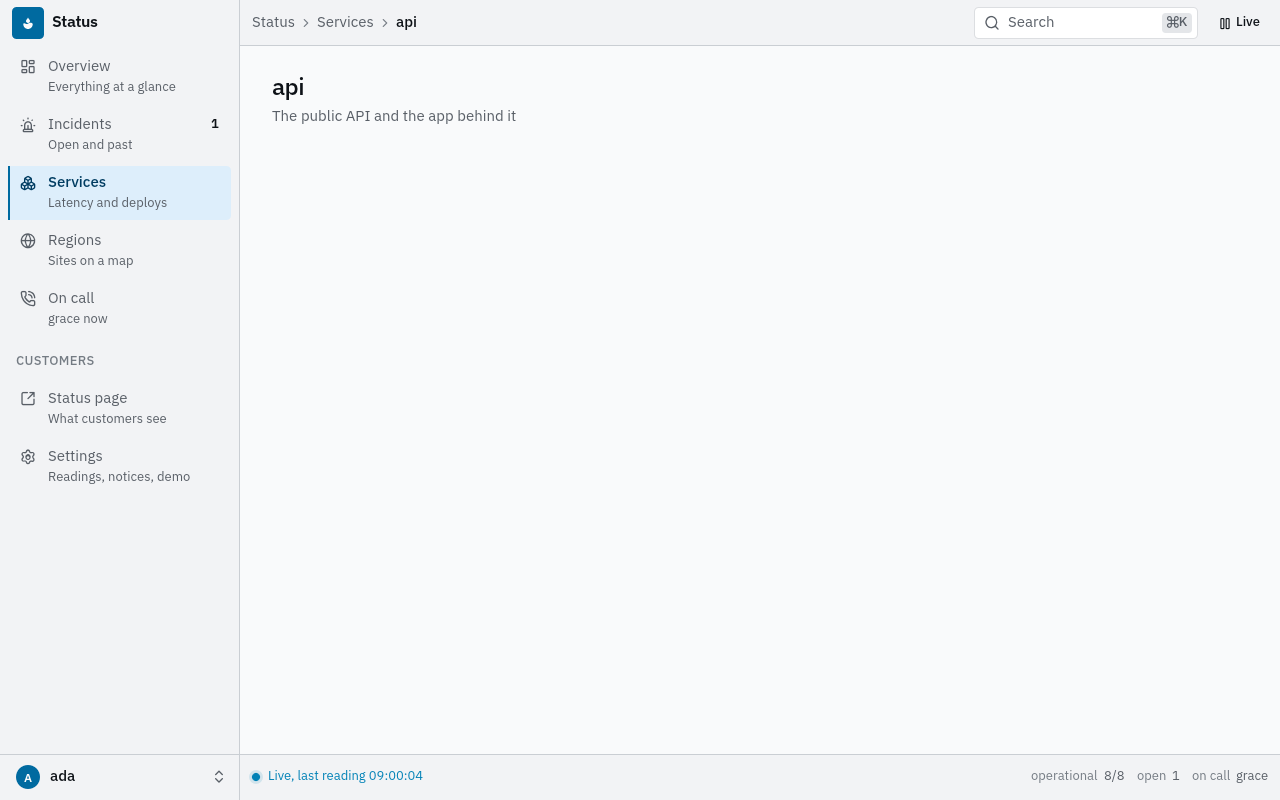 Status
Overview
Everything at a glance
Incidents 1
Open and past
Services
Latency and deploys
Regions
Sites on a map
On call
grace now
CUSTOMERS
Status page
What customers see
Settings
Readings, notices, demo
A ada
Status > Services > api
Search ⌘K
Live
api
The public API and the app behind it
Live, last reading 09:00:04
operational 8/8 open 1 on call grace